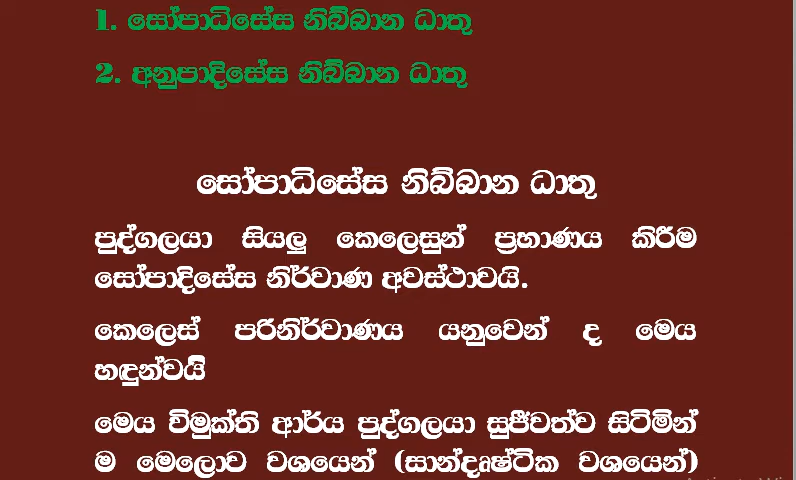 1. සෝපාධිසේස නිබ්බාන ධාතු
2. අනුපාදිසේස නිබ්බාන ධාතු
සෝපාධිසේස නිබ්බාන ධාතු
පුද්ගලයා සියලු කෙලෙසුන් ප්‍රහාණය කිරීම
සෝපාදිසේස නිර්වාණ අවස්ථාවයි.
කෙලෙස් පරිනිර්වාණය යනුවෙන් ද මෙය
හඳුන්වයි
මෙය විමුක්ති ආර්ය පුද්ගලයා සුජීවත්ව සිටිමින්
ම මෙලොව වශයෙන් (සාන්දෘෂ්ටික වශයෙන්)